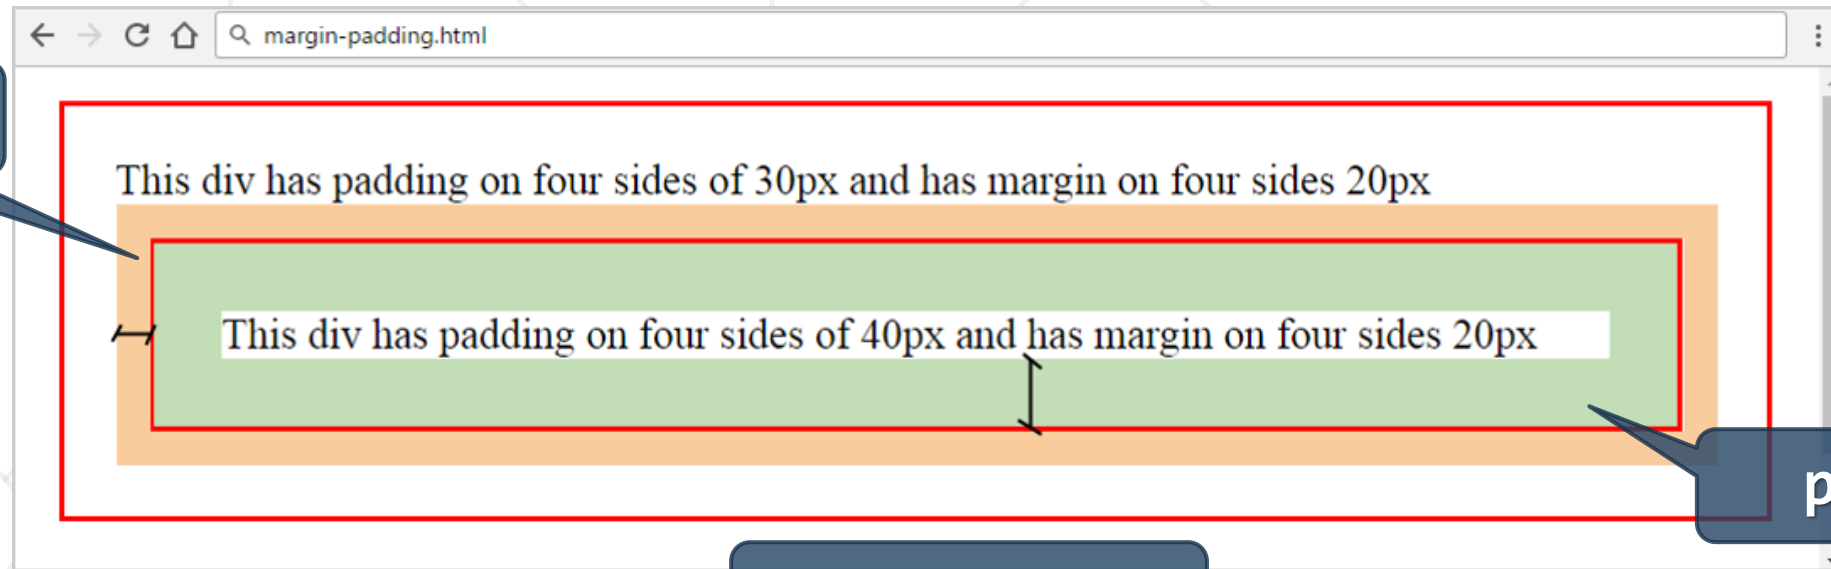 margin-padding.html
This div has padding on four sides of 30px and has margin on four sides 20px
This div has padding on four sides of 40px and has margin on four sides 20px
p